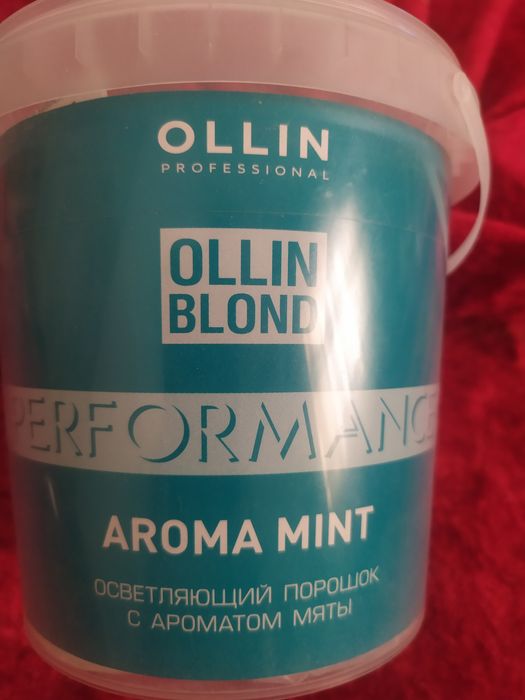 OLLIN
PROFESSIONAL
OLLIN
BLOND
PERFORMANCE
AROMA MINT
ОСВЕТЛЯЮЩИЙ ПОРОШОК
С АРОМАТОМ МЯТЫ